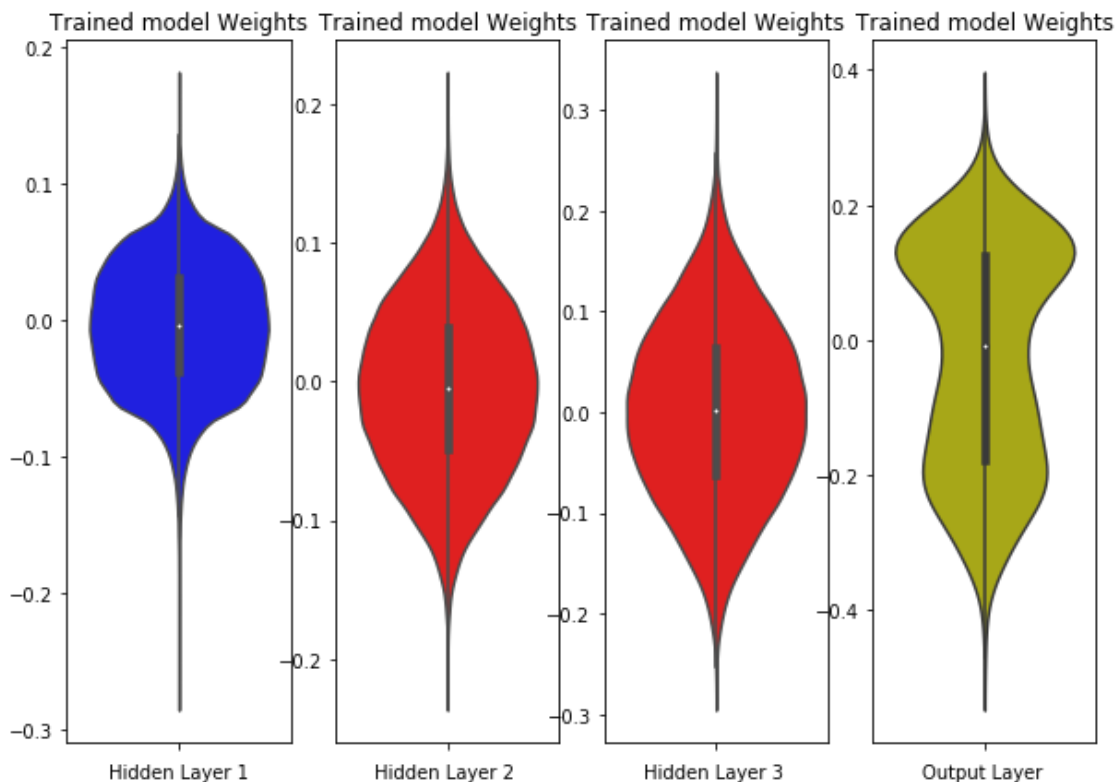 Trained model Weights
0.2
0.1
0.0
−0.1
−0.2
−0.3
Hidden Layer 1
Trained model Weights
0.2
0.1
0.0
−0.1
−0.2
Hidden Layer 2
Trained model Weights
0.3
0.2
0.1
0.0
−0.1
−0.2
−0.3
Hidden Layer 3
Trained model Weights
0.4
0.2
0.0
−0.2
−0.4
Output Layer